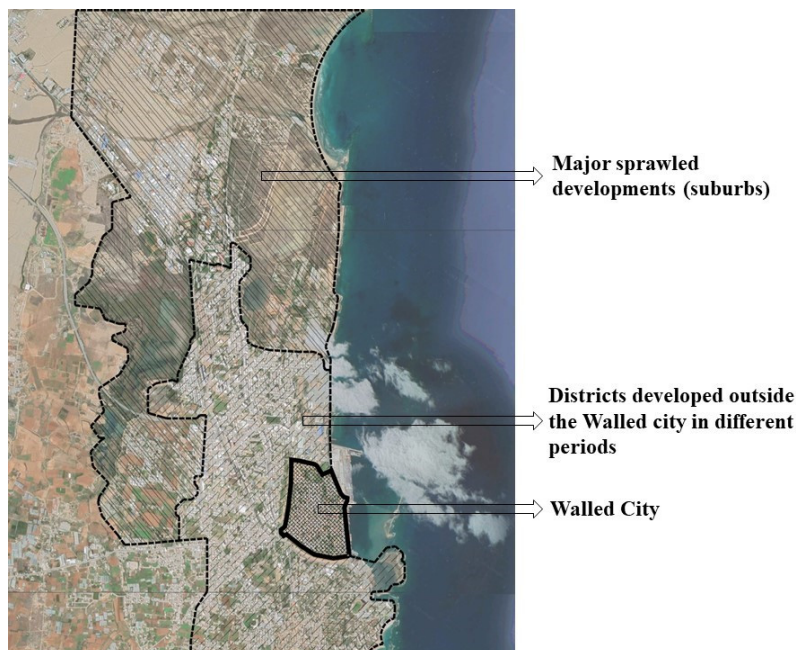 Major sprawled
developments (suburbs)
Districts developed outside
the Walled city in different
periods
Walled City